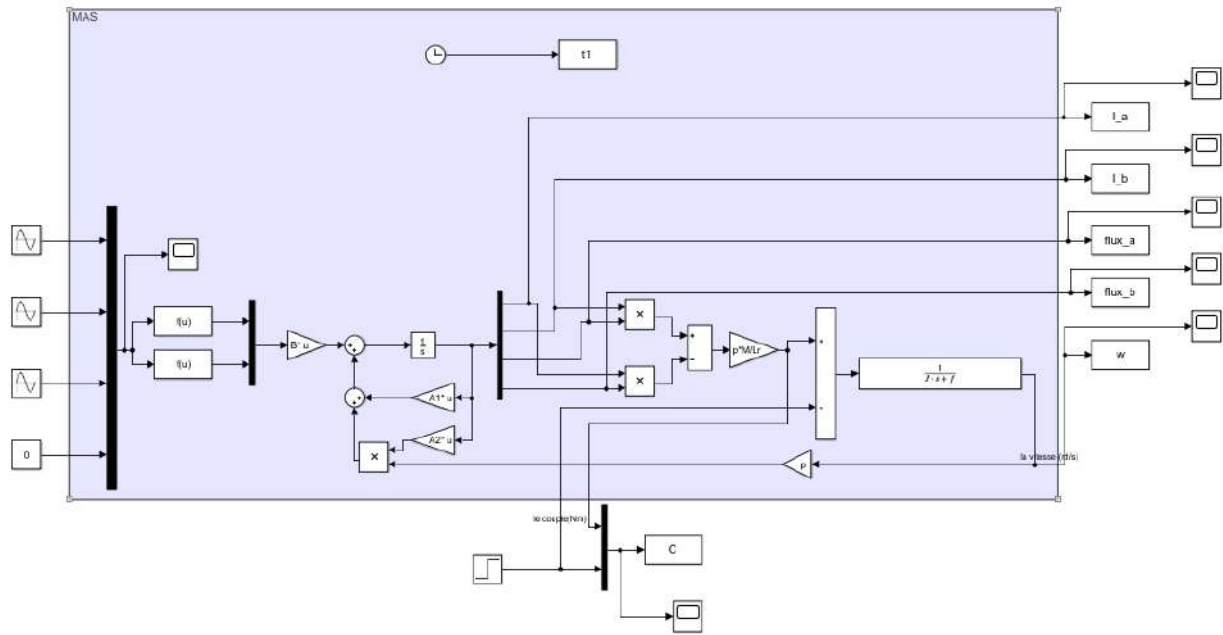 MAS
t1
I_a
I_b
flux_a
flux_b
w
f(u)
f(u)
B* u
+
+
1
s
A1* u
+
+
A2* u
×
×
×
+
−
p*M/Lr
+
-
1
J·s+f
p
la vitesse (rd/s)
0
le couple(Nm)
C